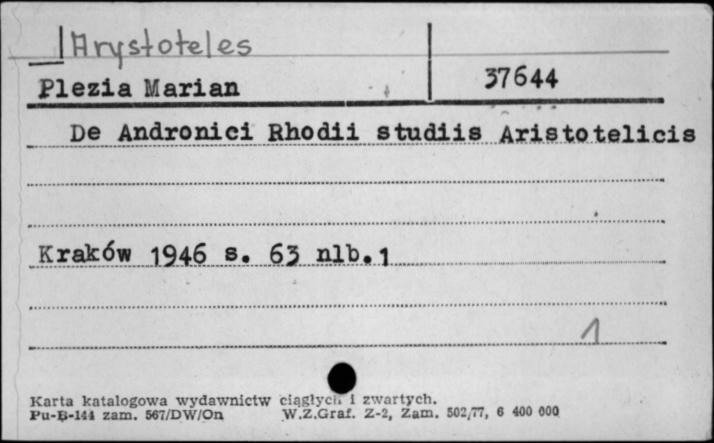 Arystoteles
Plezia Marian 37644
De Andronici Rhodii studiis Aristotelicis
Kraków 1946 s. 63 nlb.1
1
Karta katalogowa wydawnictw ciągłych i zwartych.
Pu-B-144 zam. 567/DW/On W.Z.Graf. Z-2, Zam. 502/77, 6 400 000